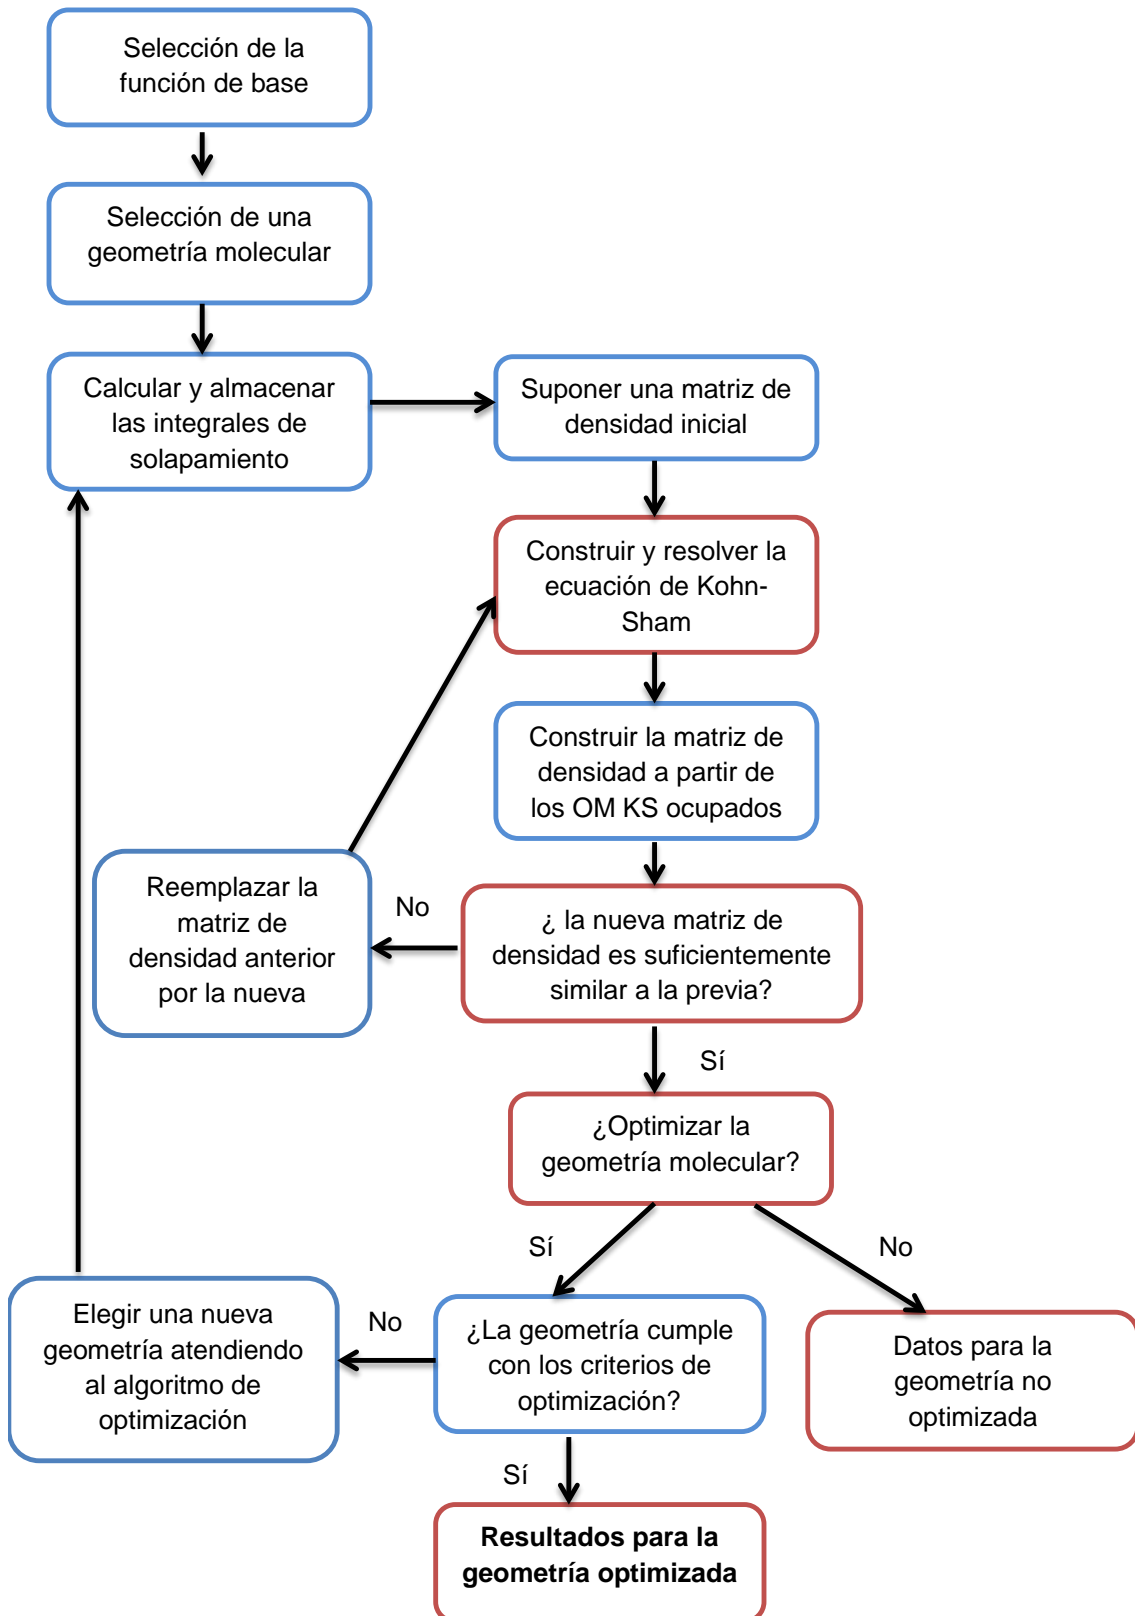 Selección de la
función de base
Selección de una
geometría molecular
Calcular y almacenar
las integrales de
solapamiento
Suponer una matriz de
densidad inicial
Construir y resolver la
ecuación de Kohn-
Sham
Construir la matriz de
densidad a partir de
los OM KS ocupados
Reemplazar la
matriz de
densidad anterior
por la nueva
No
¿ la nueva matriz de
densidad es suficientemente
similar a la previa?
Sí
¿Optimizar la
geometría molecular?
Sí
No
Elegir una nueva
geometría atendiendo
al algoritmo de
optimización
No
¿La geometría cumple
con los criterios de
optimización?
Datos para la
geometría no
optimizada
Sí
Resultados para la
geometría optimizada